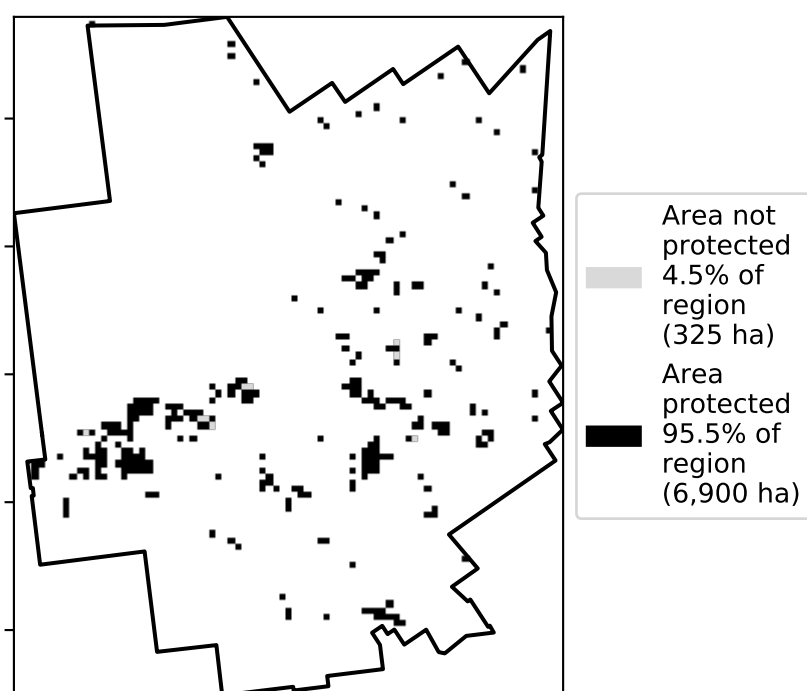 Area not
protected
4.5% of
region
(325 ha)
Area
protected
95.5% of
region
(6,900 ha)